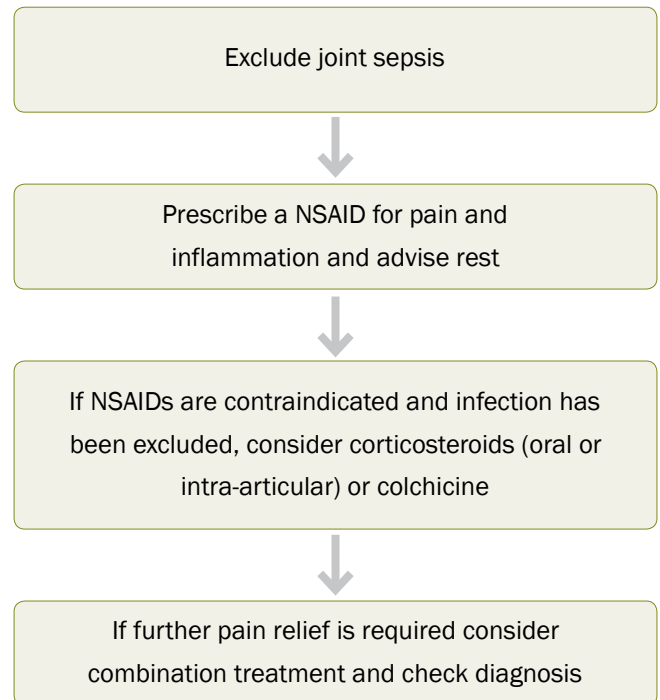 Exclude joint sepsis
Prescribe a NSAID for pain and
inflammation and advise rest
If NSAIDs are contraindicated and infection has
been excluded, consider corticosteroids (oral or
intra-articular) or colchicine
If further pain relief is required consider
combination treatment and check diagnosis